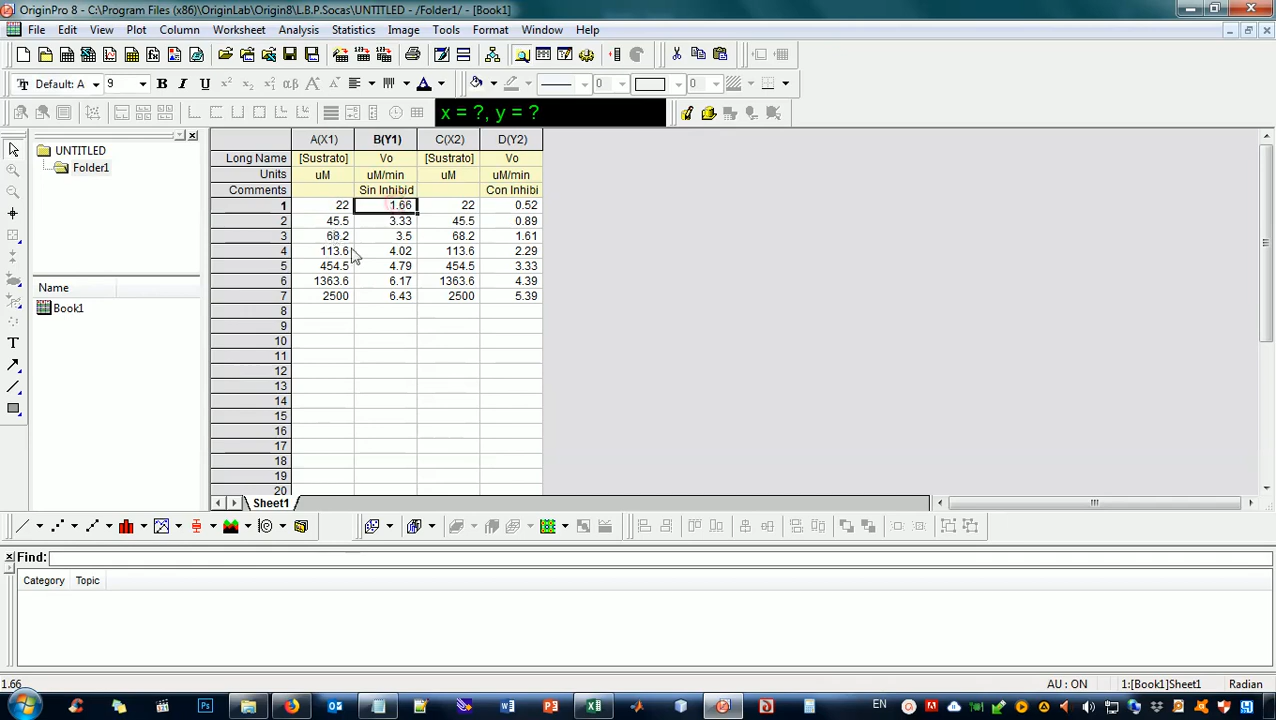 OriginPro 8 - C:\Program Files (x86)\OriginLab\Origin8\L.B.P.Socas\UNTITLED - /Folder1/ - [Book1]
File Edit View Plot Column Worksheet Analysis Statistics Image Tools Format Window Help
Default: A 9 B I U x² x₂ αβ A A A 0 0
x = ?, y = ?
UNTITLED
Folder1
Name
Book1
A(X1) B(Y1) C(X2) D(Y2)
Long Name [Sustrato] Vo [Sustrato] Vo
Units uM uM/min uM uM/min
Comments Sin Inhibid Con Inhibi
1 22 1.66 22 0.52
2 45.5 3.33 45.5 0.89
3 68.2 3.5 68.2 1.61
4 113.6 4.02 113.6 2.29
5 454.5 4.79 454.5 3.33
6 1363.6 6.17 1363.6 4.39
7 2500 6.43 2500 5.39
8
9
10
11
12
13
14
15
16
17
18
19
20
T
Sheet1
Find:
Category Topic
1.66 AU : ON 1:[Book1]Sheet1 Radian
EN